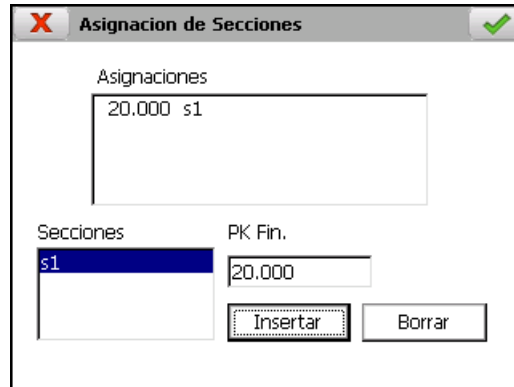 Asignacion de Secciones
Asignaciones
20.000 s1
Secciones
s1
PK Fin.
20.000
Insertar
Borrar